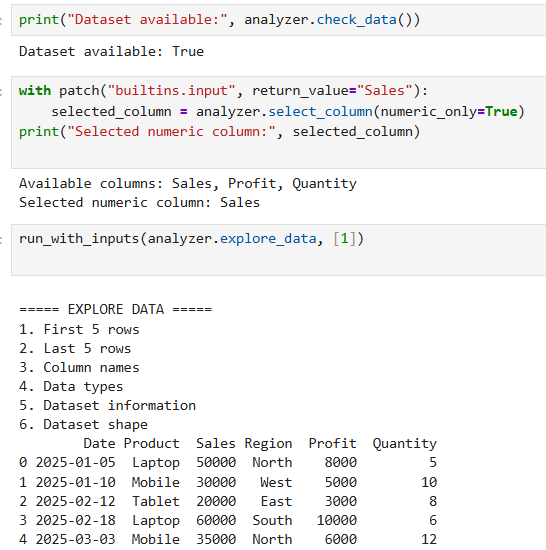 print("Dataset available:", analyzer.check_data())
Dataset available: True
with patch("builtins.input", return_value="Sales"):
    selected_column = analyzer.select_column(numeric_only=True)
print("Selected numeric column:", selected_column)
Available columns: Sales, Profit, Quantity
Selected numeric column: Sales
run_with_inputs(analyzer.explore_data, [1])
===== EXPLORE DATA =====
1. First 5 rows
2. Last 5 rows
3. Column names
4. Data types
5. Dataset information
6. Dataset shape
        Date Product  Sales Region  Profit  Quantity
0 2025-01-05  Laptop  50000  North    8000         5
1 2025-01-10  Mobile  30000   West    5000        10
2 2025-02-12  Tablet  20000   East    3000         8
3 2025-02-18  Laptop  60000  South   10000         6
4 2025-03-03  Mobile  35000  North    6000        12